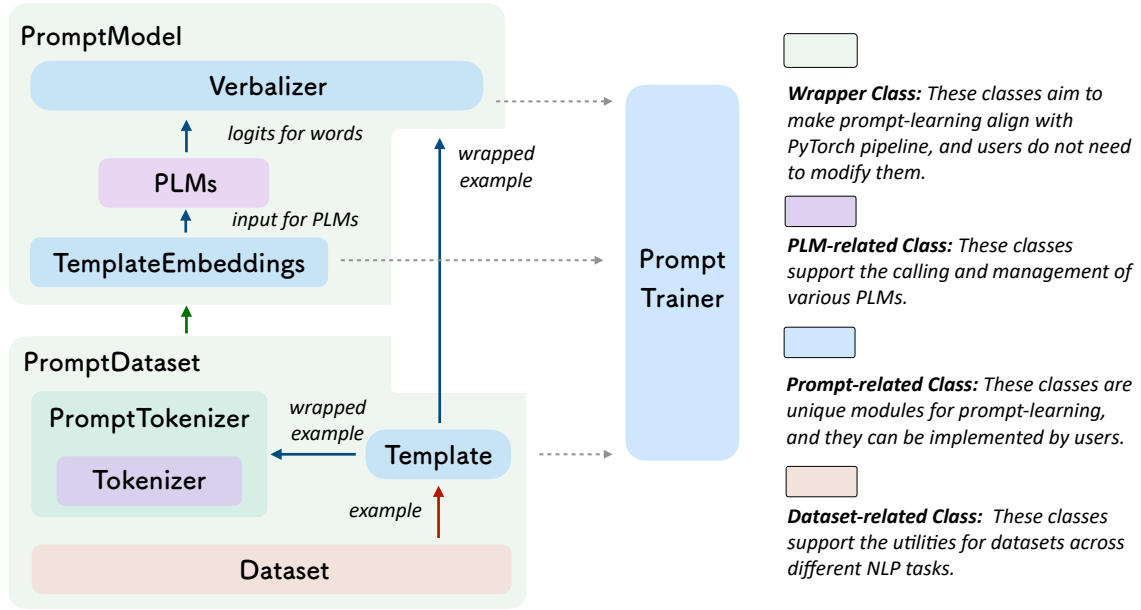 PromptModel
Verbalizer
logits for words
PLMs
input for PLMs
TemplateEmbeddings
wrapped
example
PromptDataset
PromptTokenizer
Tokenizer
wrapped
example
Template
example
Dataset
Prompt
Trainer
Wrapper Class: These classes aim to
make prompt-learning align with
PyTorch pipeline, and users do not need
to modify them.
PLM-related Class: These classes
support the calling and management of
various PLMs.
Prompt-related Class: These classes are
unique modules for prompt-learning,
and they can be implemented by users.
Dataset-related Class: These classes
support the utilities for datasets across
different NLP tasks.